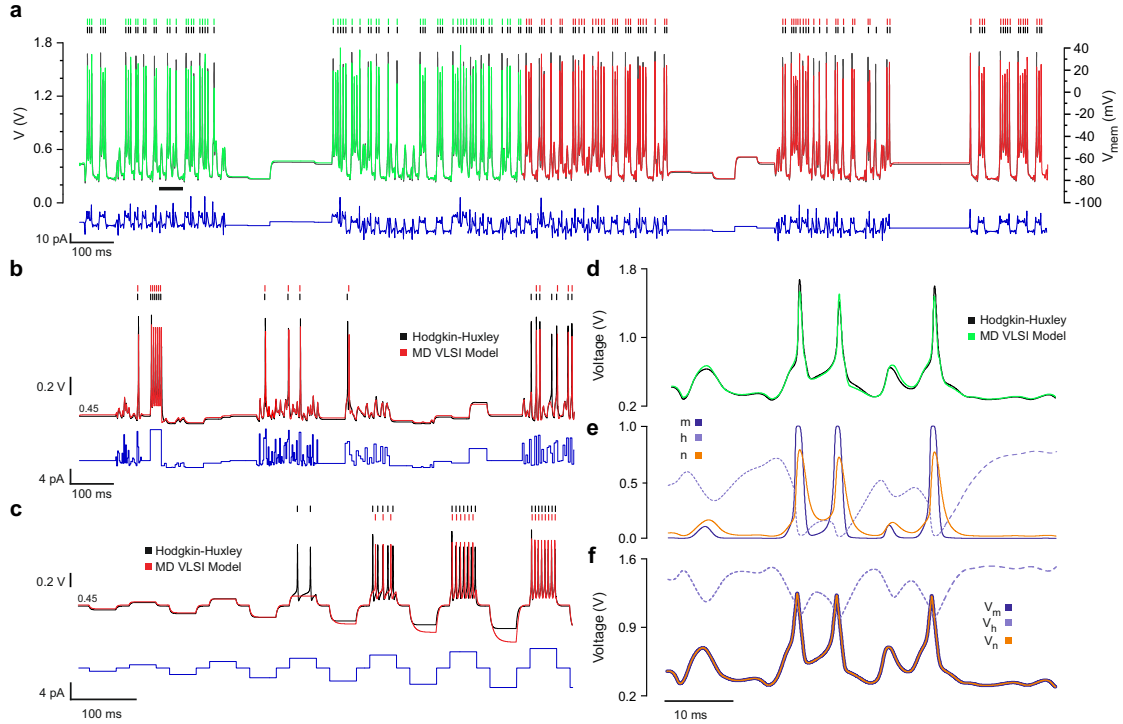 a
1.8
1.2
0.6
0.0
V (V)
40
20
0
-20
-40
-60
-80
-100
V_mem (mV)
10 pA
100 ms
b
Hodgkin-Huxley
MD VLSI Model
0.2 V
0.45
4 pA
100 ms
c
Hodgkin-Huxley
MD VLSI Model
0.2 V
0.45
4 pA
100 ms
d
1.8
1.0
0.2
Voltage (V)
Hodgkin-Huxley
MD VLSI Model
e
m
h
n
1.0
0.5
0.0
f
1.6
0.9
0.2
Voltage (V)
V_m
V_h
V_n
10 ms